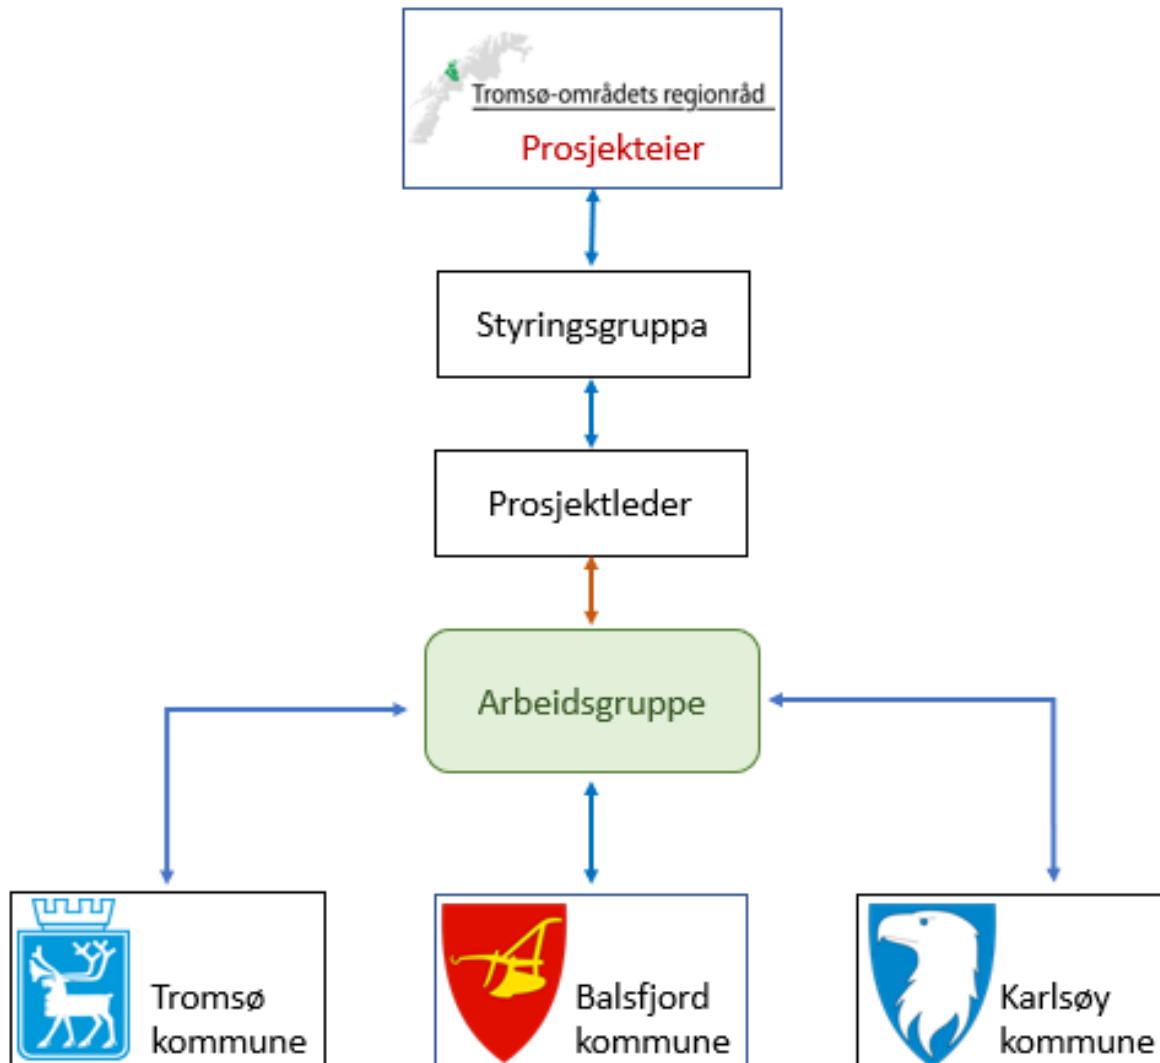 Tromsø-områdets regionråd
Prosjekteier
Styringsgruppa
Prosjektleder
Arbeidsgruppe
Tromsø
kommune
Balsfjord
kommune
Karlsøy
kommune